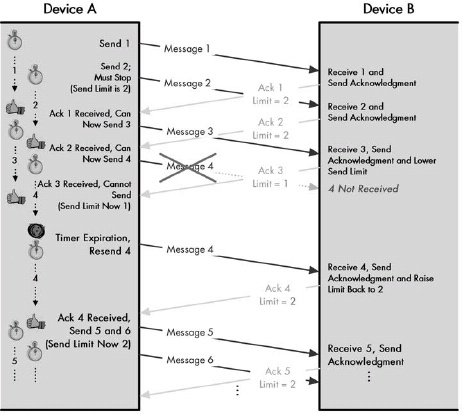 Device A
Device B
Send 1
Message 1
1
Send 2;
Must Stop
(Send Limit is 2)
Message 2
Receive 1 and
Send Acknowledgment
Ack 1
Limit = 2
2
Ack 1 Received, Can
Now Send 3
Receive 2 and
Send Acknowledgment
Ack 2
Limit = 2
Message 3
3
Ack 2 Received, Can
Now Send 4
Message 4
Receive 3, Send
Acknowledgment and Lower
Send Limit
Ack 3
Limit = 1
4 Not Received
4
Ack 3 Received, Cannot
Send
(Send Limit Now 1)
Timer Expiration,
Resend 4
Message 4
4
Receive 4, Send
Acknowledgment and Raise
Limit Back to 2
Ack 4
Limit = 2
Ack 4 Received,
Send 5 and 6
(Send Limit Now 2)
Message 5
5
Message 6
Receive 5, Send
Acknowledgment
Ack 5
Limit = 2